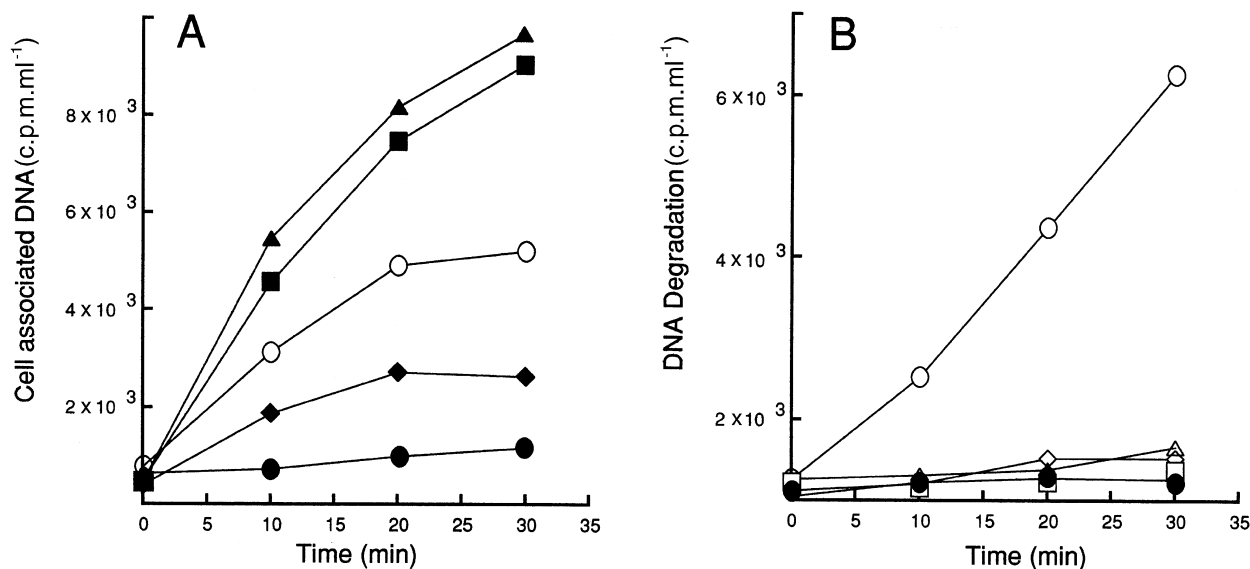 A
Cell associated DNA (c.p.m.ml⁻¹)
8 × 10 ³
6 × 10 ³
4 × 10 ³
2 × 10 ³
0 5 10 15 20 25 30 35
Time (min)
B
DNA Degradation (c.p.m.ml⁻¹)
6 × 10 ³
4 × 10 ³
2 × 10 ³
0 5 10 15 20 25 30 35
Time (min)